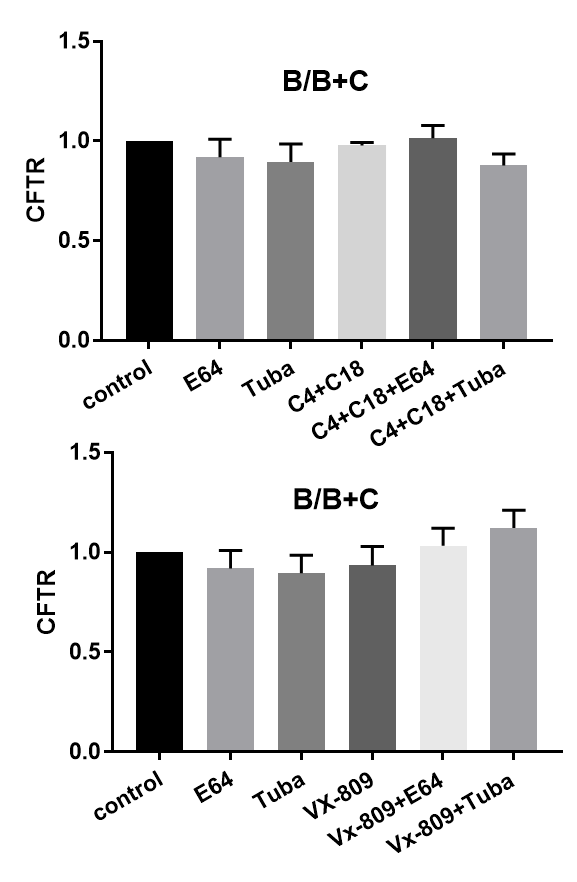 B/B+C
CFTR
1.5
1.0
0.5
0.0
control
E64
Tuba
C4+C18
C4+C18+E64
C4+C18+Tuba
B/B+C
CFTR
1.5
1.0
0.5
0.0
control
E64
Tuba
VX-809
Vx-809+E64
Vx-809+Tuba